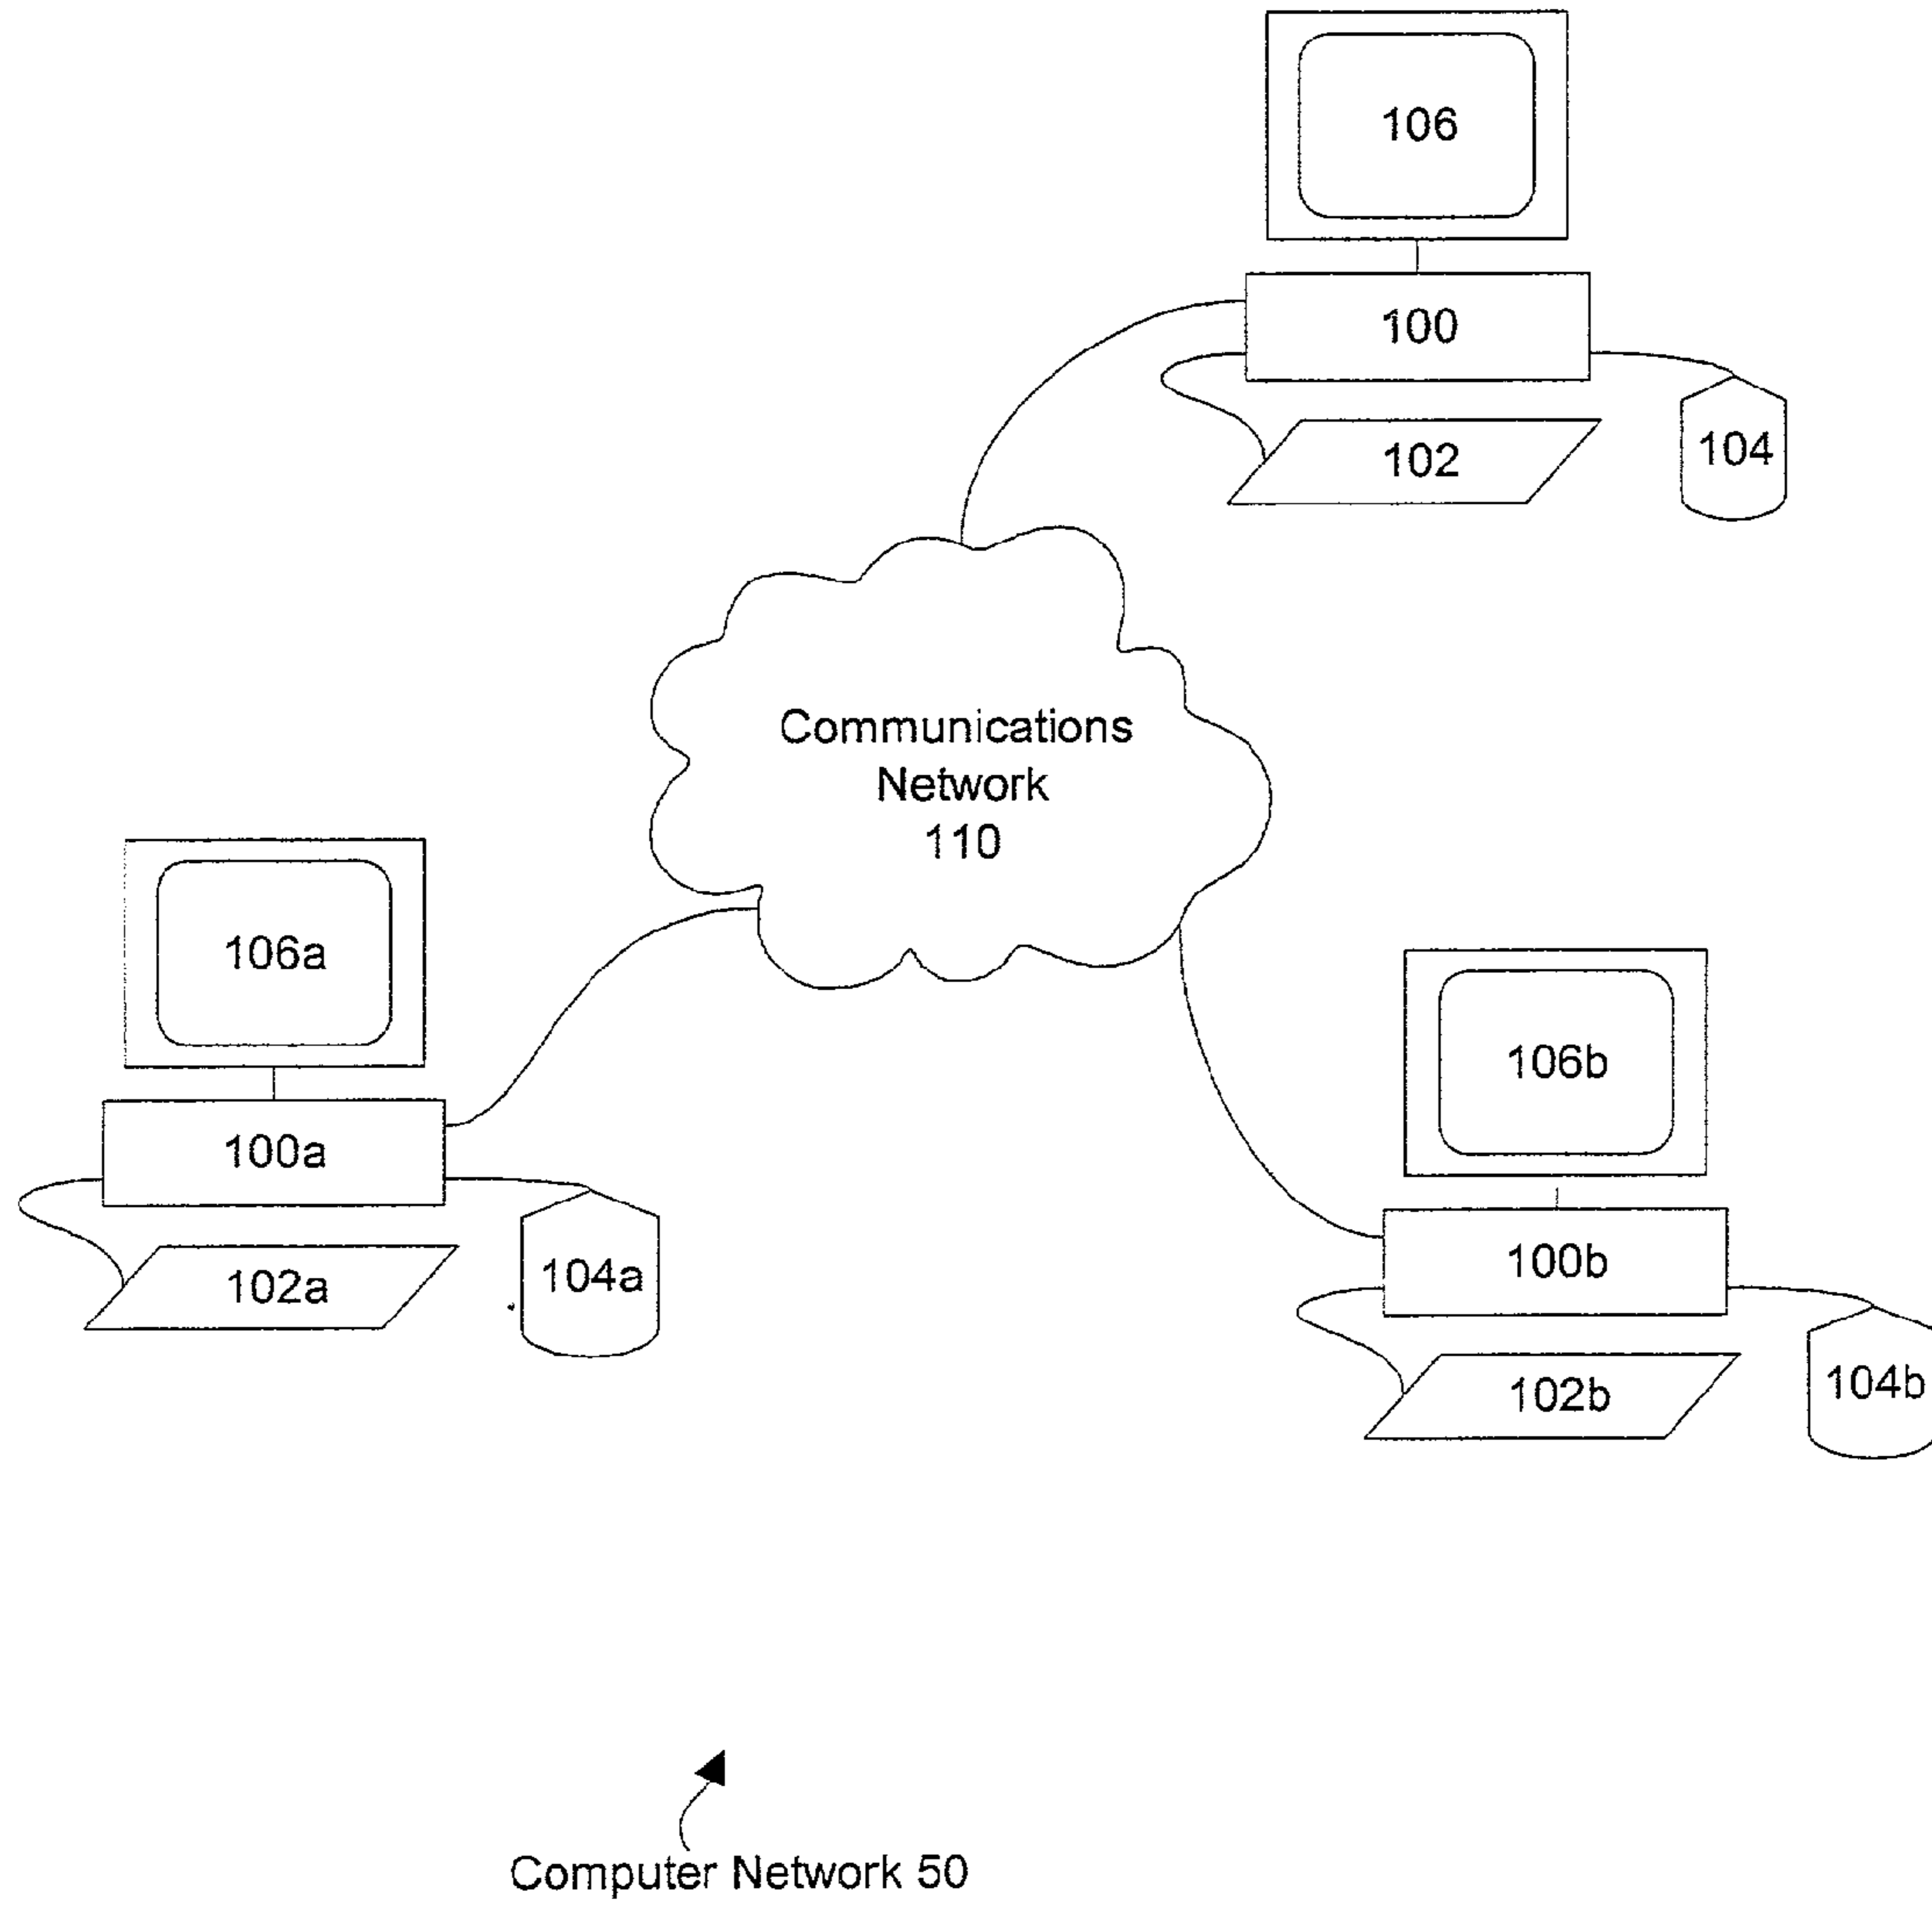 106
100
102
104
Communications
Network
110
106a
100a
102a
104a
106b
100b
102b
104b
Computer Network 50